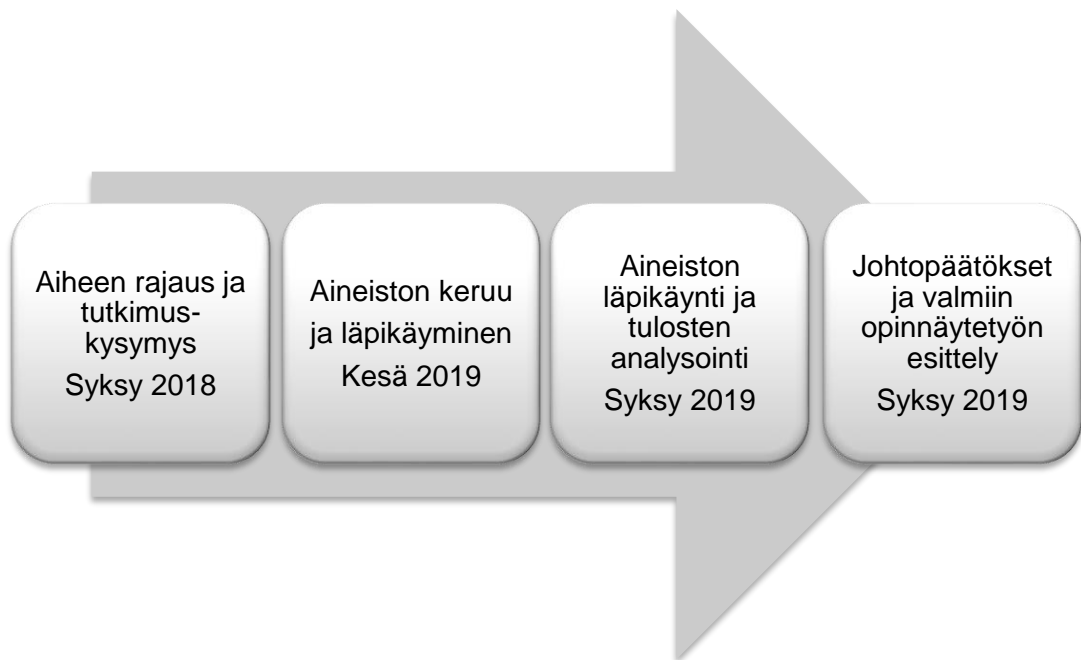 Aiheen rajaus ja
tutkimus-
kysymys
Syksy 2018
Aineiston keruu
ja läpikäyminen
Kesä 2019
Aineiston
läpikäynti ja
tulosten
analysointi
Syksy 2019
Johtopäätökset
ja valmiin
opinnäytetyön
esittely
Syksy 2019